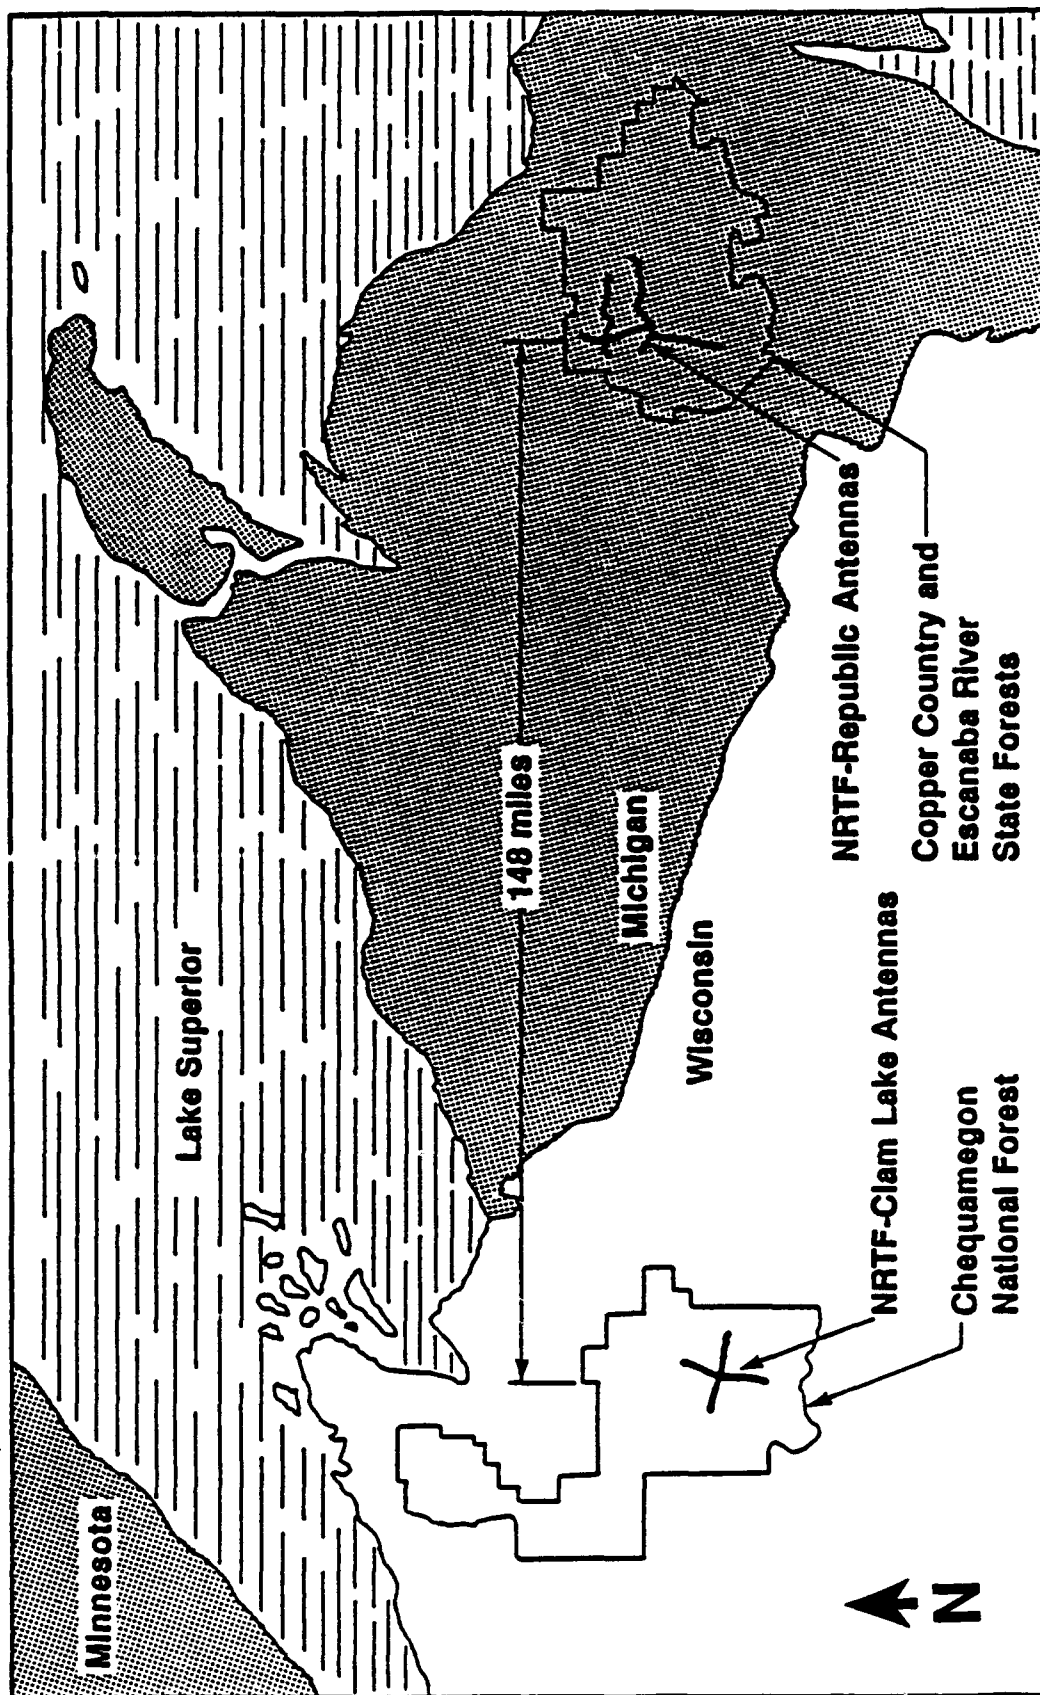 Minnesota
Lake Superior
148 miles
Michigan
Wisconsin
NRTF-Clam Lake Antennas
Chequamegon
National Forest
NRTF-Republic Antennas
Copper Country and
Escanaba River
State Forests
N